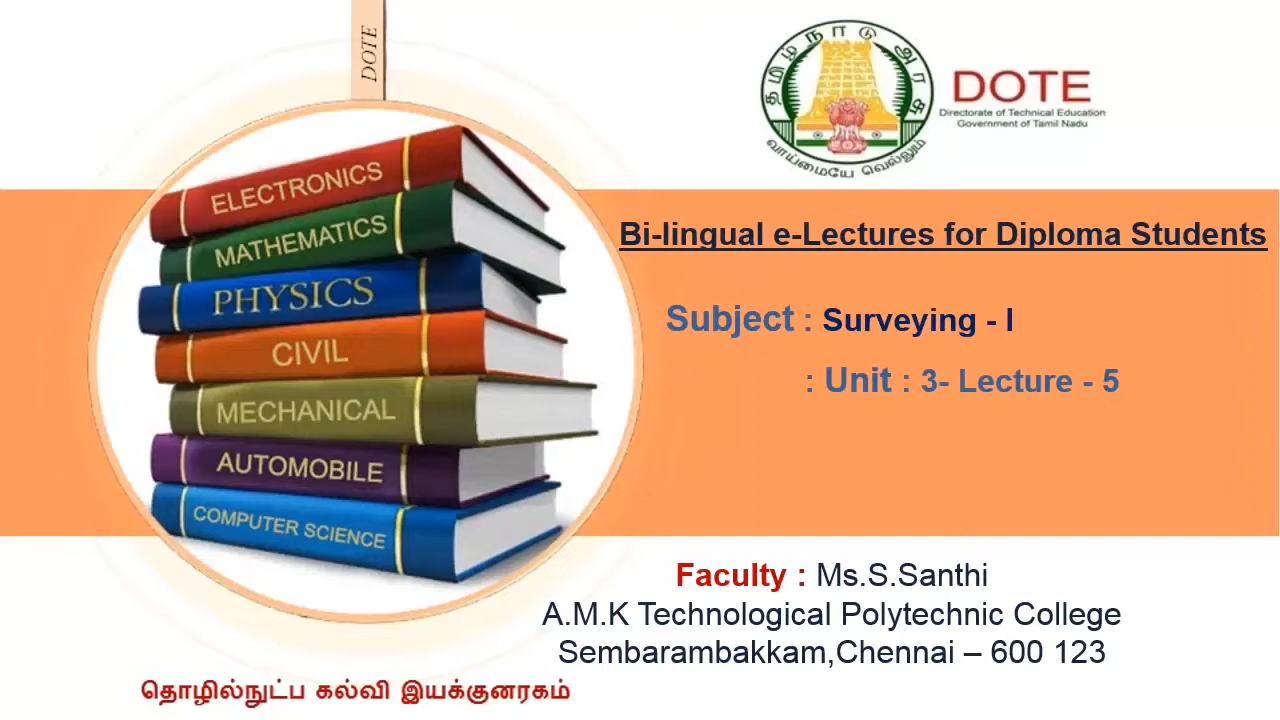 DOTE
தமிழ்நாடு அரசு
வாய்மையே வெல்லும்
DOTE
Directorate of Technical Education
Government of Tamil Nadu
ELECTRONICS
MATHEMATICS
PHYSICS
CIVIL
MECHANICAL
AUTOMOBILE
COMPUTER SCIENCE
Bi-lingual e-Lectures for Diploma Students
Subject : Surveying - I
: Unit : 3- Lecture - 5
Faculty : Ms.S.Santhi
A.M.K Technological Polytechnic College
Sembarambakkam,Chennai – 600 123
தொழில்நுட்ப கல்வி இயக்குனரகம்